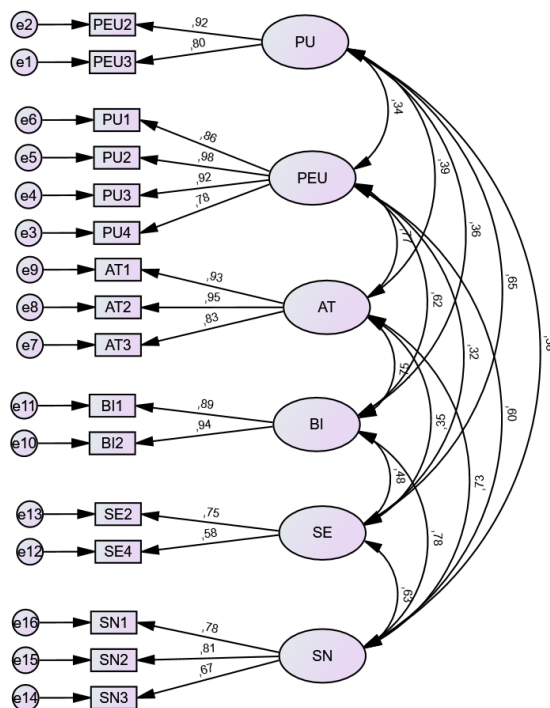 e2 PEU2 ,92 PU
e1 PEU3 ,80
,34
e6 PU1 ,86
e5 PU2 ,98 PEU
e4 PU3 ,92
e3 PU4 ,78
,39
,36
,77
,65
e9 AT1 ,93
e8 AT2 ,95 AT
e7 AT3 ,83
,62
,32
,75
e11 BI1 ,89
e10 BI2 ,94 BI
,35
,60
,73
,48
e13 SE2 ,75
e12 SE4 ,58 SE
,78
,63
e16 SN1 ,78
e15 SN2 ,81 SN
e14 SN3 ,67